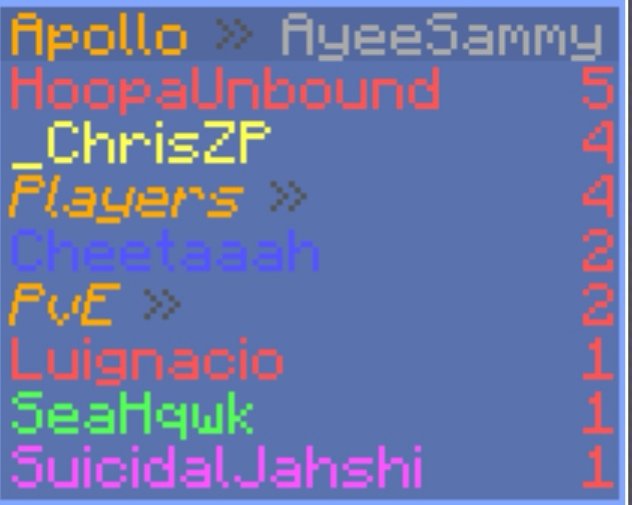 Apollo » AyeeSammy
HoopaUnbound 5
_ChrisZP 4
Players » 4
Cheetaaah 2
PvE » 2
Luignacio 1
SeaHqwk 1
SuicidalJahshi 1